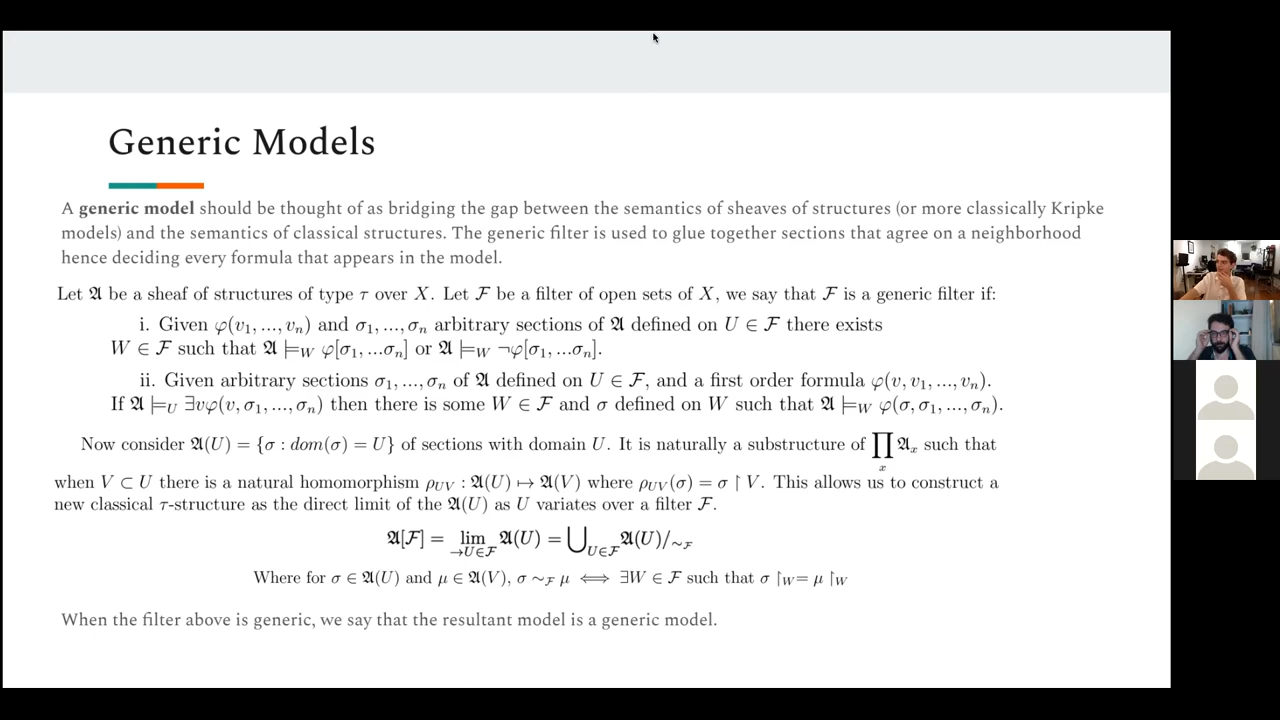 Generic Models
A generic model should be thought of as bridging the gap between the semantics of sheaves of structures (or more classically Kripke
models) and the semantics of classical structures. The generic filter is used to glue together sections that agree on a neighborhood
hence deciding every formula that appears in the model.
Let 𝔄 be a sheaf of structures of type τ over X. Let ℱ be a filter of open sets of X, we say that ℱ is a generic filter if:
i. Given φ(v₁, ..., vₙ) and σ₁, ..., σₙ arbitrary sections of 𝔄 defined on U ∈ ℱ there exists
W ∈ ℱ such that 𝔄 ⊨_W φ[σ₁, ...σₙ] or 𝔄 ⊨_W ¬φ[σ₁, ...σₙ].
ii. Given arbitrary sections σ₁, ..., σₙ of 𝔄 defined on U ∈ ℱ, and a first order formula φ(v, v₁, ..., vₙ).
If 𝔄 ⊨_U ∃vφ(v, σ₁, ..., σₙ) then there is some W ∈ ℱ and σ defined on W such that 𝔄 ⊨_W φ(σ, σ₁, ..., σₙ).
Now consider 𝔄(U) = {σ : dom(σ) = U} of sections with domain U. It is naturally a substructure of ∏_x 𝔄_x such that
when V ⊂ U there is a natural homomorphism ρ_UV : 𝔄(U) ↦ 𝔄(V) where ρ_UV(σ) = σ ↾ V. This allows us to construct a
new classical τ-structure as the direct limit of the 𝔄(U) as U variates over a filter ℱ.
𝔄[ℱ] = lim_{→U∈ℱ} 𝔄(U) = ⋃_{U∈ℱ} 𝔄(U)/∼_ℱ
Where for σ ∈ 𝔄(U) and μ ∈ 𝔄(V), σ ∼_ℱ μ ⟺ ∃W ∈ ℱ such that σ ↾_W = μ ↾_W
When the filter above is generic, we say that the resultant model is a generic model.